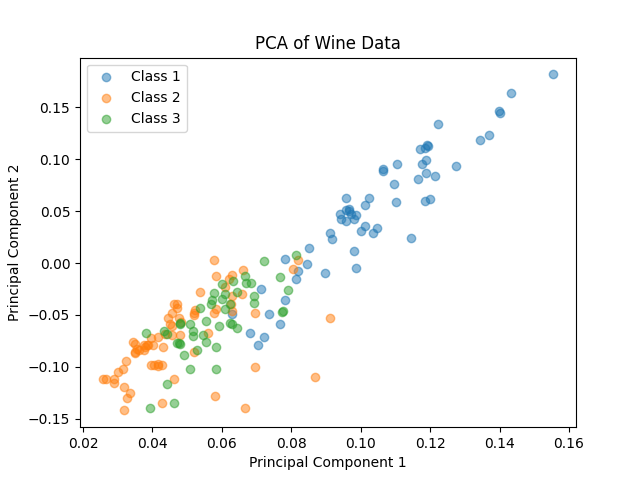 PCA of Wine Data
Class 1
Class 2
Class 3
Principal Component 2
0.15
0.10
0.05
0.00
−0.05
−0.10
−0.15
0.02 0.04 0.06 0.08 0.10 0.12 0.14 0.16
Principal Component 1